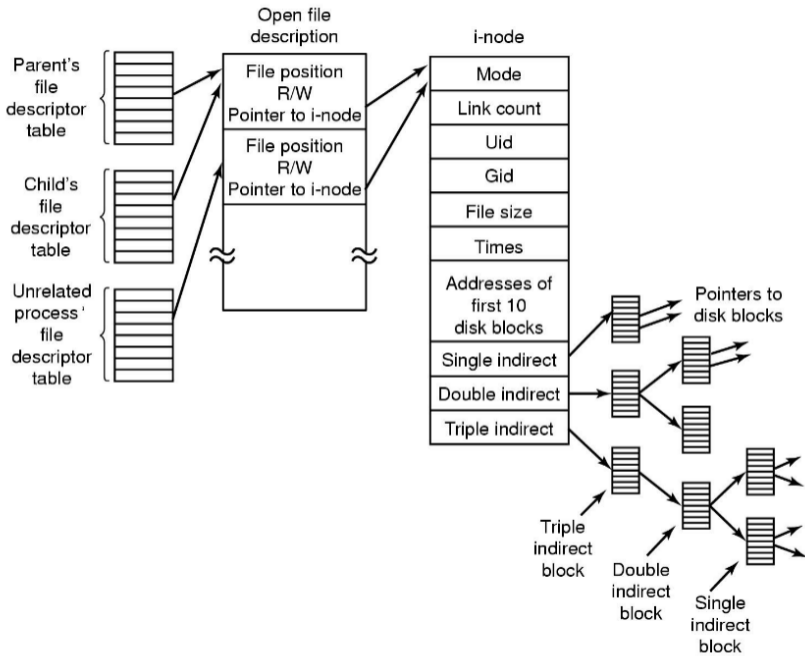 Open file
description
i-node
Parent's
file
descriptor
table
File position
R/W
Pointer to i-node
File position
R/W
Pointer to i-node
Mode
Link count
Uid
Gid
File size
Times
Addresses of
first 10
disk blocks
Single indirect
Double indirect
Triple indirect
Child's
file
descriptor
table
Unrelated
process'
file
descriptor
table
Pointers to
disk blocks
Triple
indirect
block
Double
indirect
block
Single
indirect
block